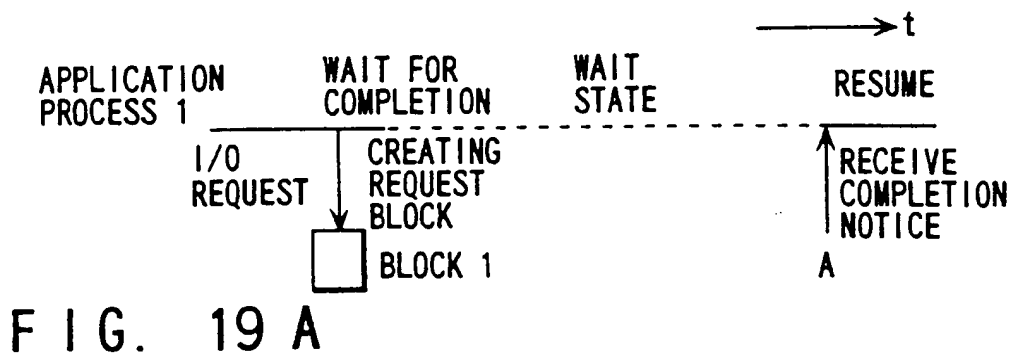 t
APPLICATION
PROCESS 1
WAIT FOR
COMPLETION
WAIT
STATE
RESUME
I/O
REQUEST
CREATING
REQUEST
BLOCK
BLOCK 1
RECEIVE
COMPLETION
NOTICE
A
FIG. 19 A